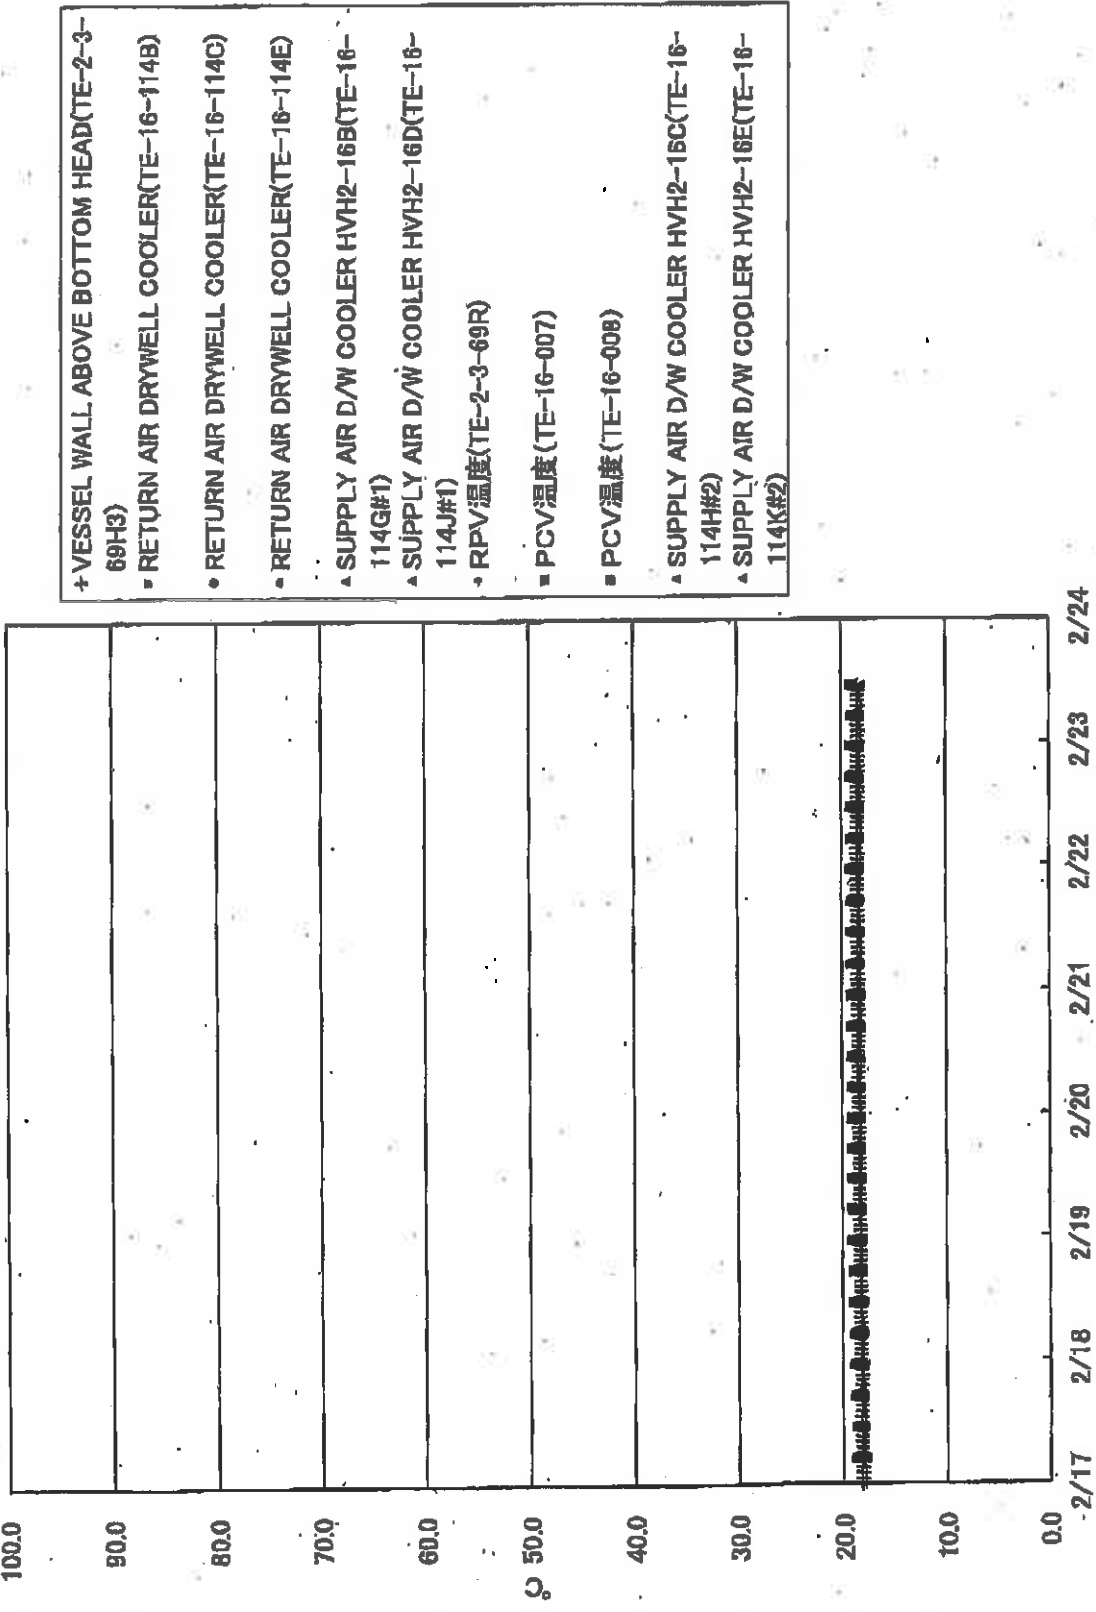 100.0
90.0
80.0
70.0
60.0
℃ 50.0
40.0
30.0
20.0
10.0
0.0
2/17 2/18 2/19 2/20 2/21 2/22 2/23 2/24
VESSEL WALL ABOVE BOTTOM HEAD(TE-2-3-
69H3)
RETURN AIR DRYWELL COOLER(TE-16-114B)
RETURN AIR DRYWELL COOLER(TE-16-114C)
RETURN AIR DRYWELL COOLER(TE-16-114E)
SUPPLY AIR D/W COOLER HVH2-16B(TE-16-
114G#1)
SUPPLY AIR D/W COOLER HVH2-16D(TE-16-
114J#1)
RPV温度(TE-2-3-69R)
PCV温度(TE-16-007)
PCV温度(TE-16-008)
SUPPLY AIR D/W COOLER HVH2-16C(TE-16-
114H#2)
SUPPLY AIR D/W COOLER HVH2-16E(TE-16-
114K#2)